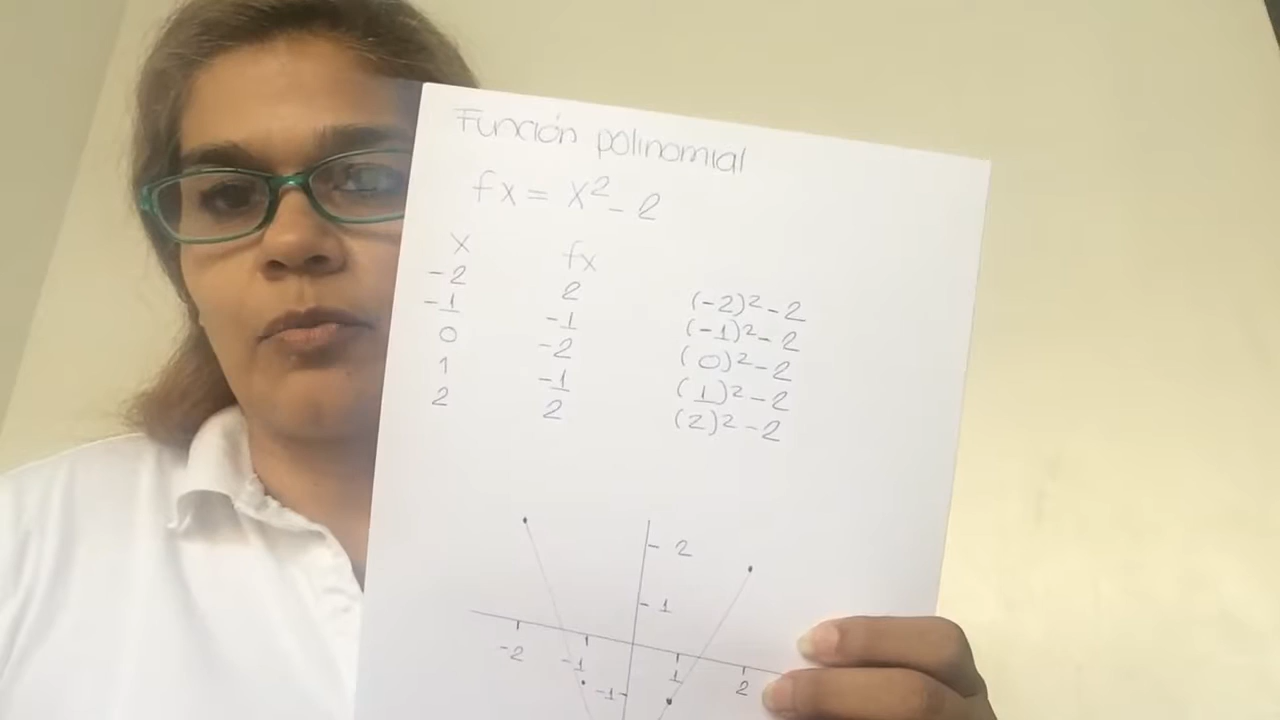 Función polinomial
fx = x² - 2
x fx
-2 2 (-2)² - 2
-1 -1 (-1)² - 2
0 -2 (0)² - 2
1 -1 (1)² - 2
2 2 (2)² - 2
- 2
- 1
-2 -1 1 2
-1